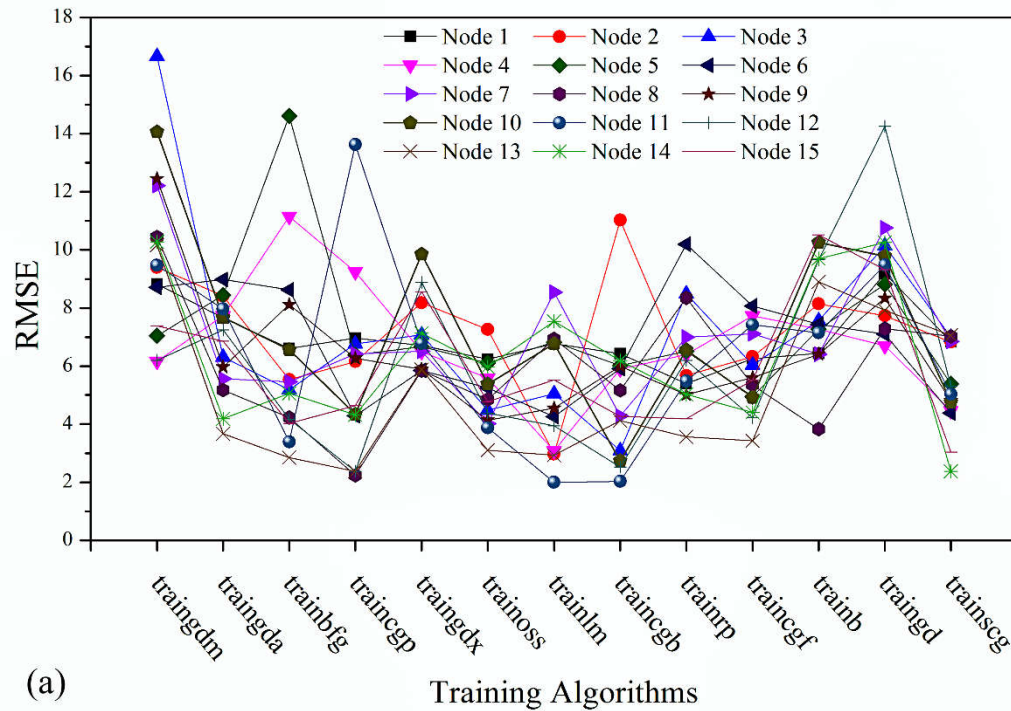 18
16
14
12
10
8
6
4
2
0
RMSE
Node 1 Node 2 Node 3
Node 4 Node 5 Node 6
Node 7 Node 8 Node 9
Node 10 Node 11 Node 12
Node 13 Node 14 Node 15
traingdm
traingda
trainbfg
traincgp
traingdx
trainoss
trainlm
traincgb
trainrp
traincgf
trainb
traingd
trainscg
(a)
Training Algorithms